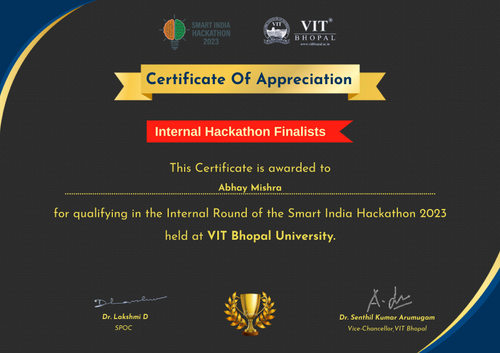 SMART INDIA
HACKATHON
2023
VIT®
BHOPAL
www.vitbhopal.ac.in
Certificate Of Appreciation
Internal Hackathon Finalists
This Certificate is awarded to
Abhay Mishra
for qualifying in the Internal Round of the Smart India Hackathon 2023
held at VIT Bhopal University.
Dr. Lakshmi D
SPOC
Dr. Senthil Kumar Arumugam
Vice-Chancellor,VIT Bhopal